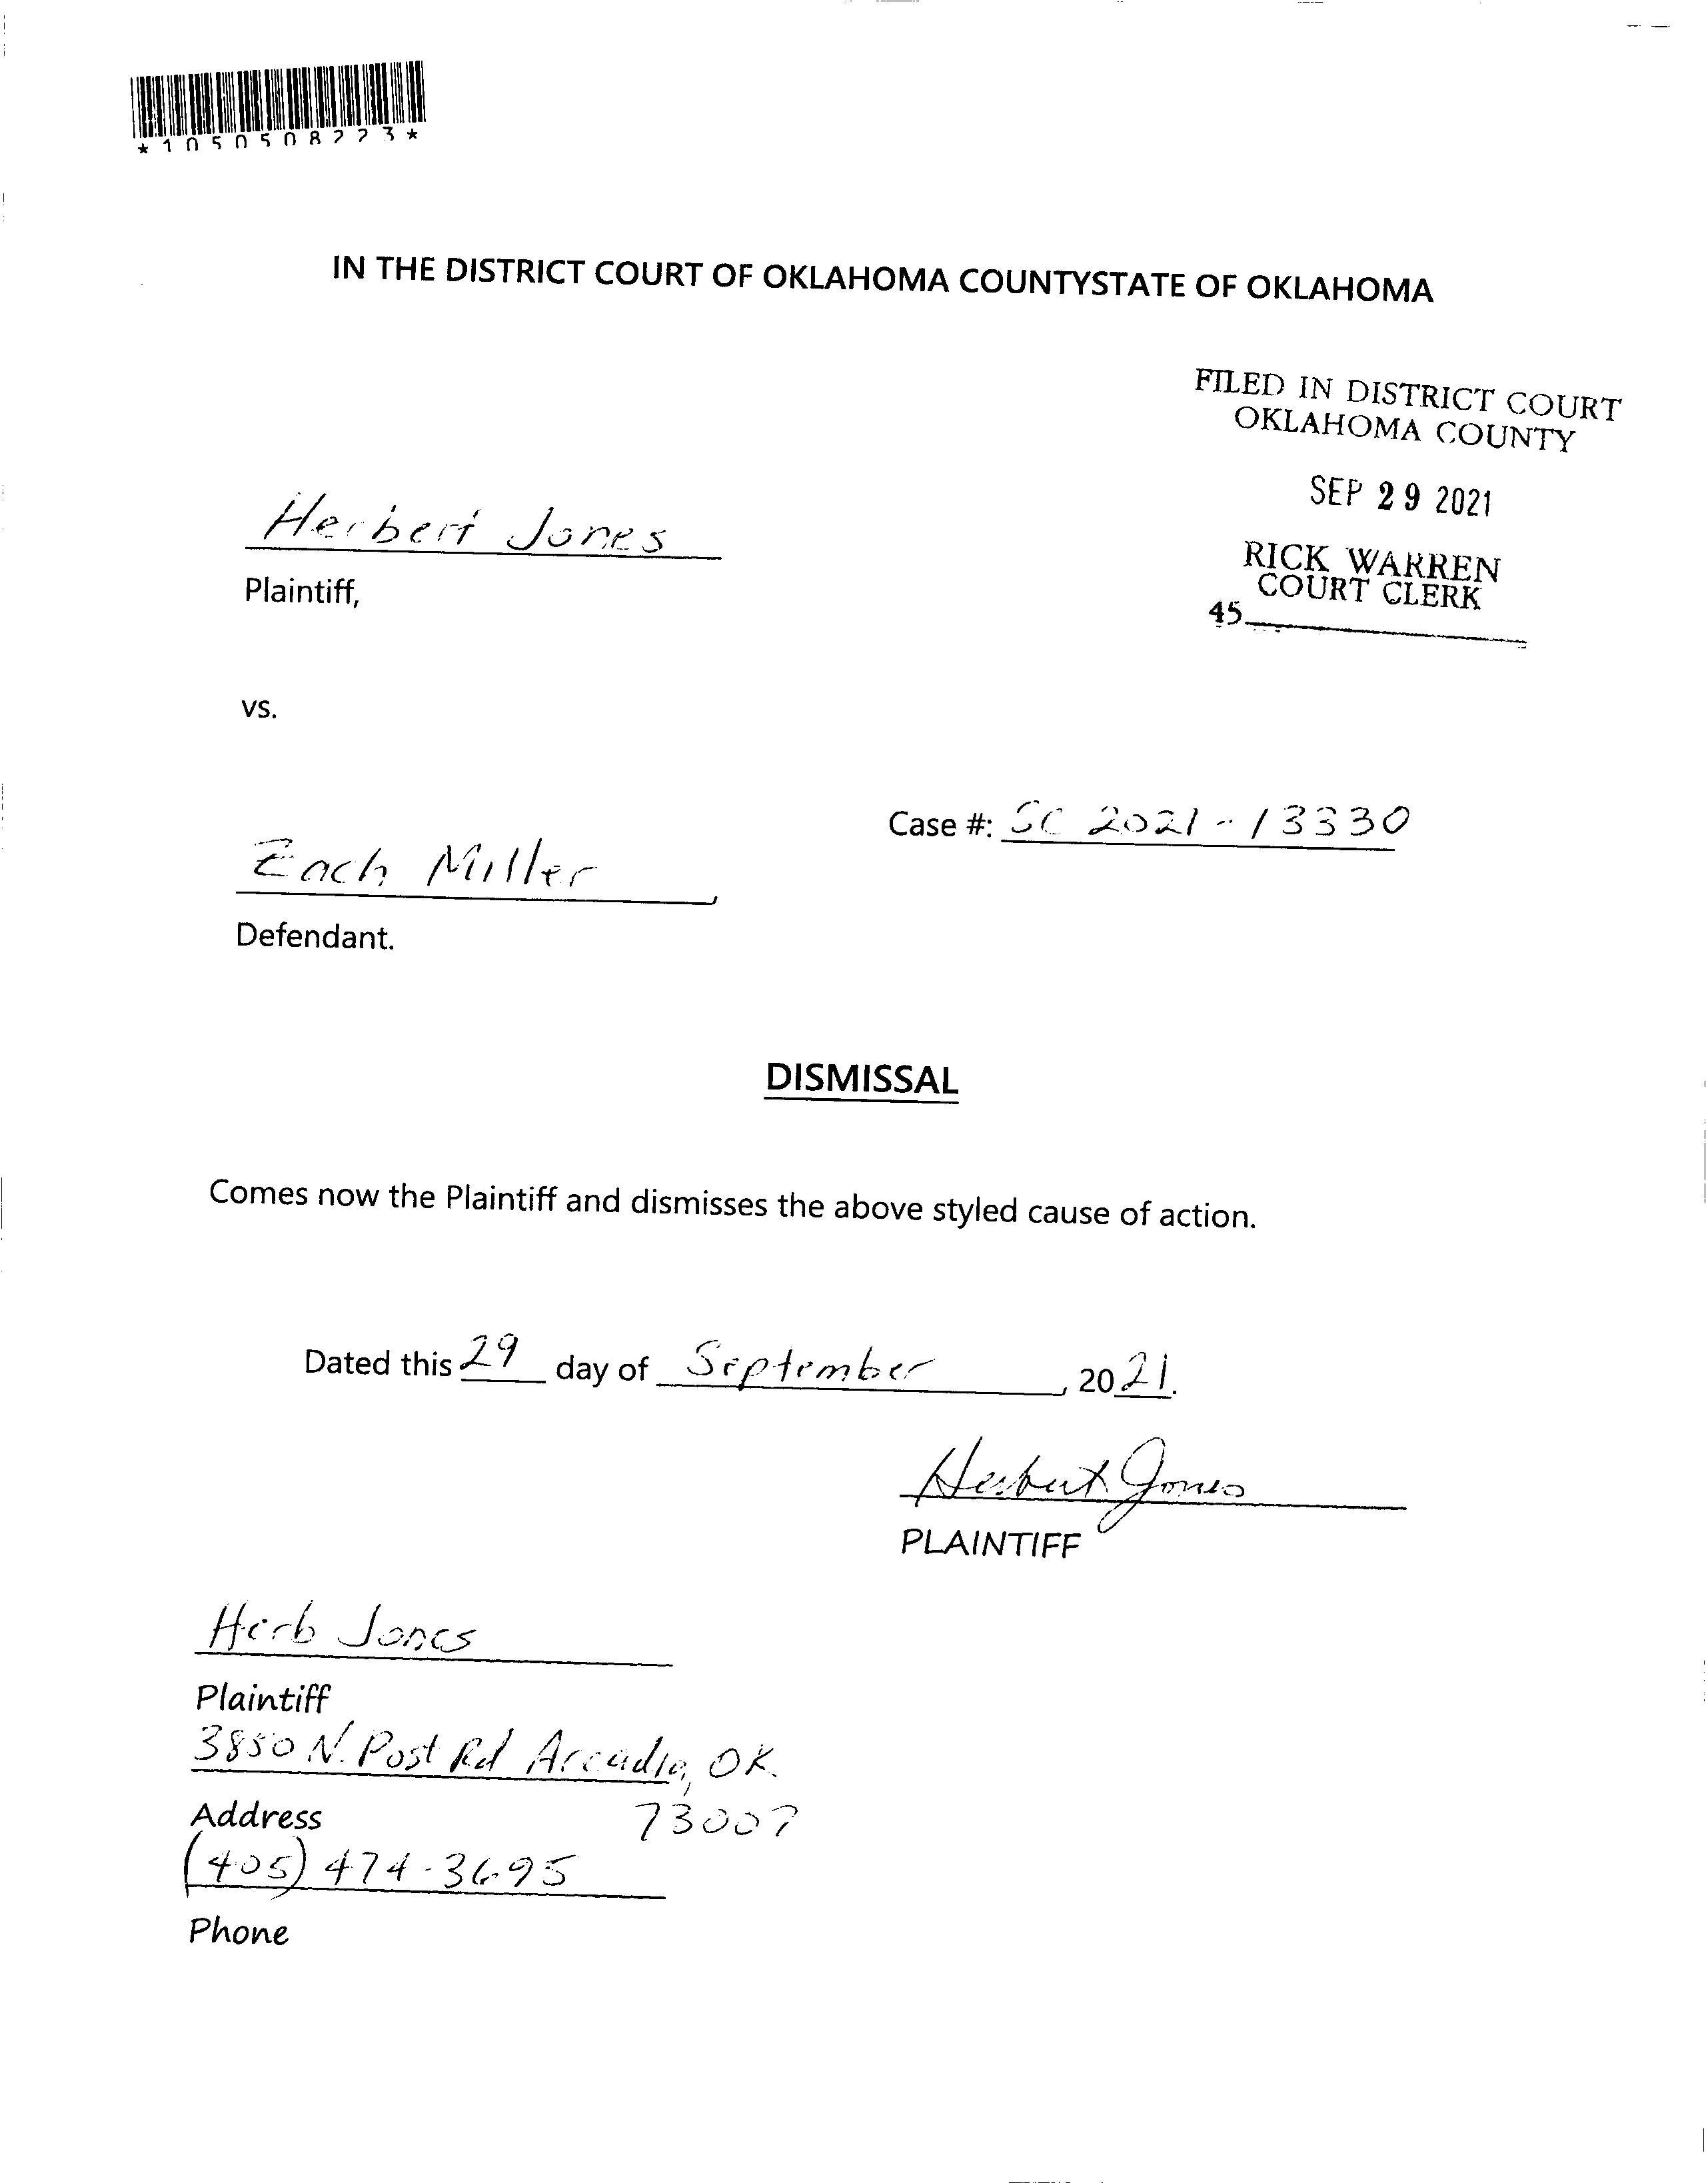 *1050508223*
IN THE DISTRICT COURT OF OKLAHOMA COUNTYSTATE OF OKLAHOMA
FILED IN DISTRICT COURT
OKLAHOMA COUNTY
SEP 29 2021
RICK WARREN
COURT CLERK
45
Herbert Jones
Plaintiff,
vs.
Case #: SC 2021-13330
Zach Miller,
Defendant.
DISMISSAL
Comes now the Plaintiff and dismisses the above styled cause of action.
Dated this 29 day of September, 2021.
Herbert Jones
PLAINTIFF
Herb Jones
Plaintiff
3850 N. Post Rd Arcadia, OK.
Address 73007
(405) 474-3695
Phone